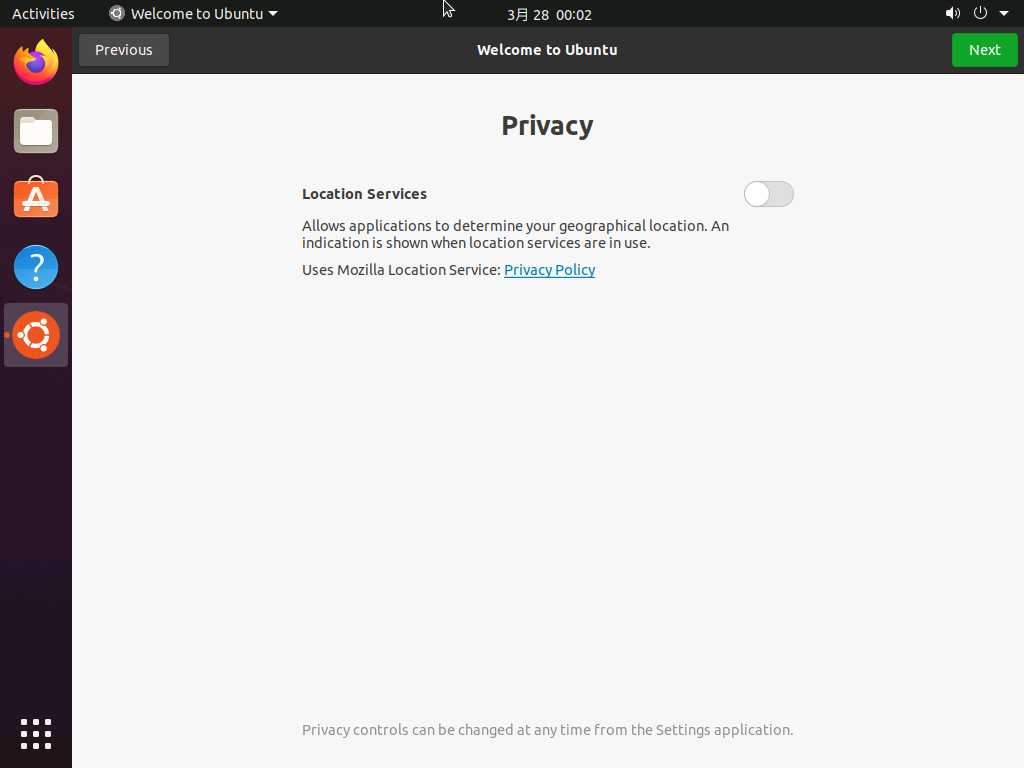 Activities
Welcome to Ubuntu
3月 28 00:02
Previous
Welcome to Ubuntu
Next
Privacy
Location Services
Allows applications to determine your geographical location. An
indication is shown when location services are in use.
Uses Mozilla Location Service: Privacy Policy
Privacy controls can be changed at any time from the Settings application.